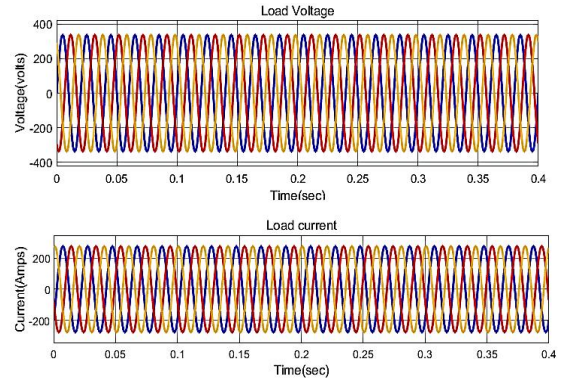 Load Voltage
400
200
0
-200
-400
Voltage(volts)
0 0.05 0.1 0.15 0.2 0.25 0.3 0.35 0.4
Time(sec)
Load current
200
0
-200
Current(Amps)
0 0.05 0.1 0.15 0.2 0.25 0.3 0.35 0.4
Time(sec)